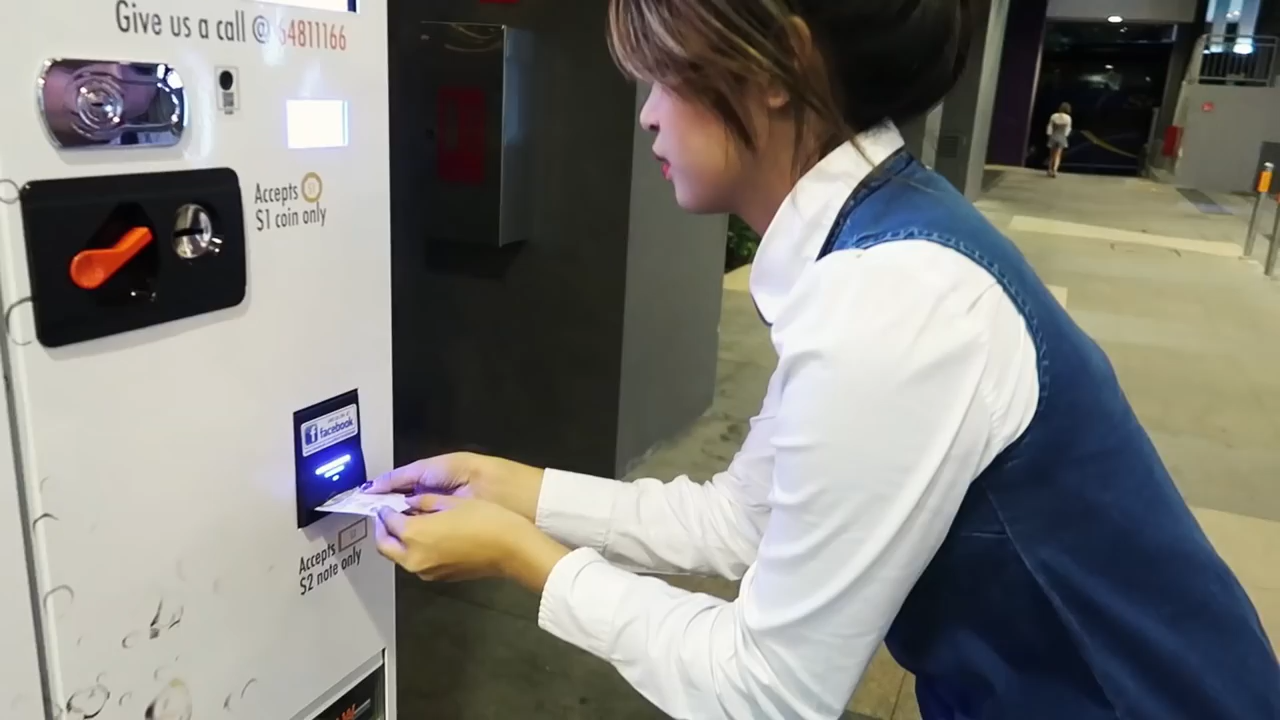 Give us a call @ 64811166
Accepts
$1 coin only
facebook
Accepts
$2 note only